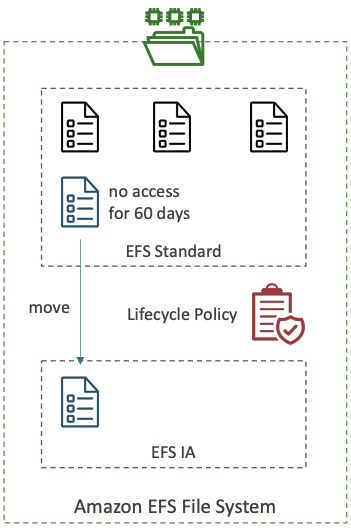 no access
for 60 days
EFS Standard
move
Lifecycle Policy
EFS IA
Amazon EFS File System